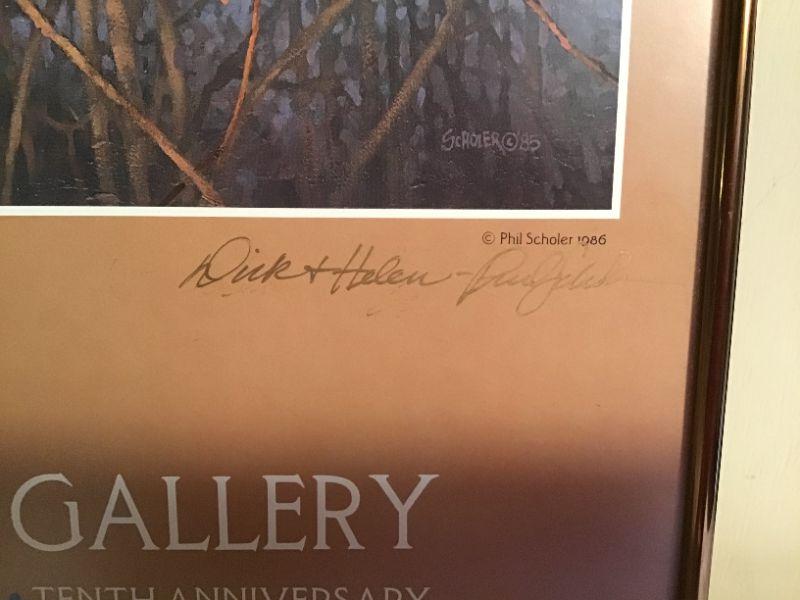 SCHOLER © '85
© Phil Scholer 1986
Dick + Helen -
GALLERY
TENTH ANNIVERSARY